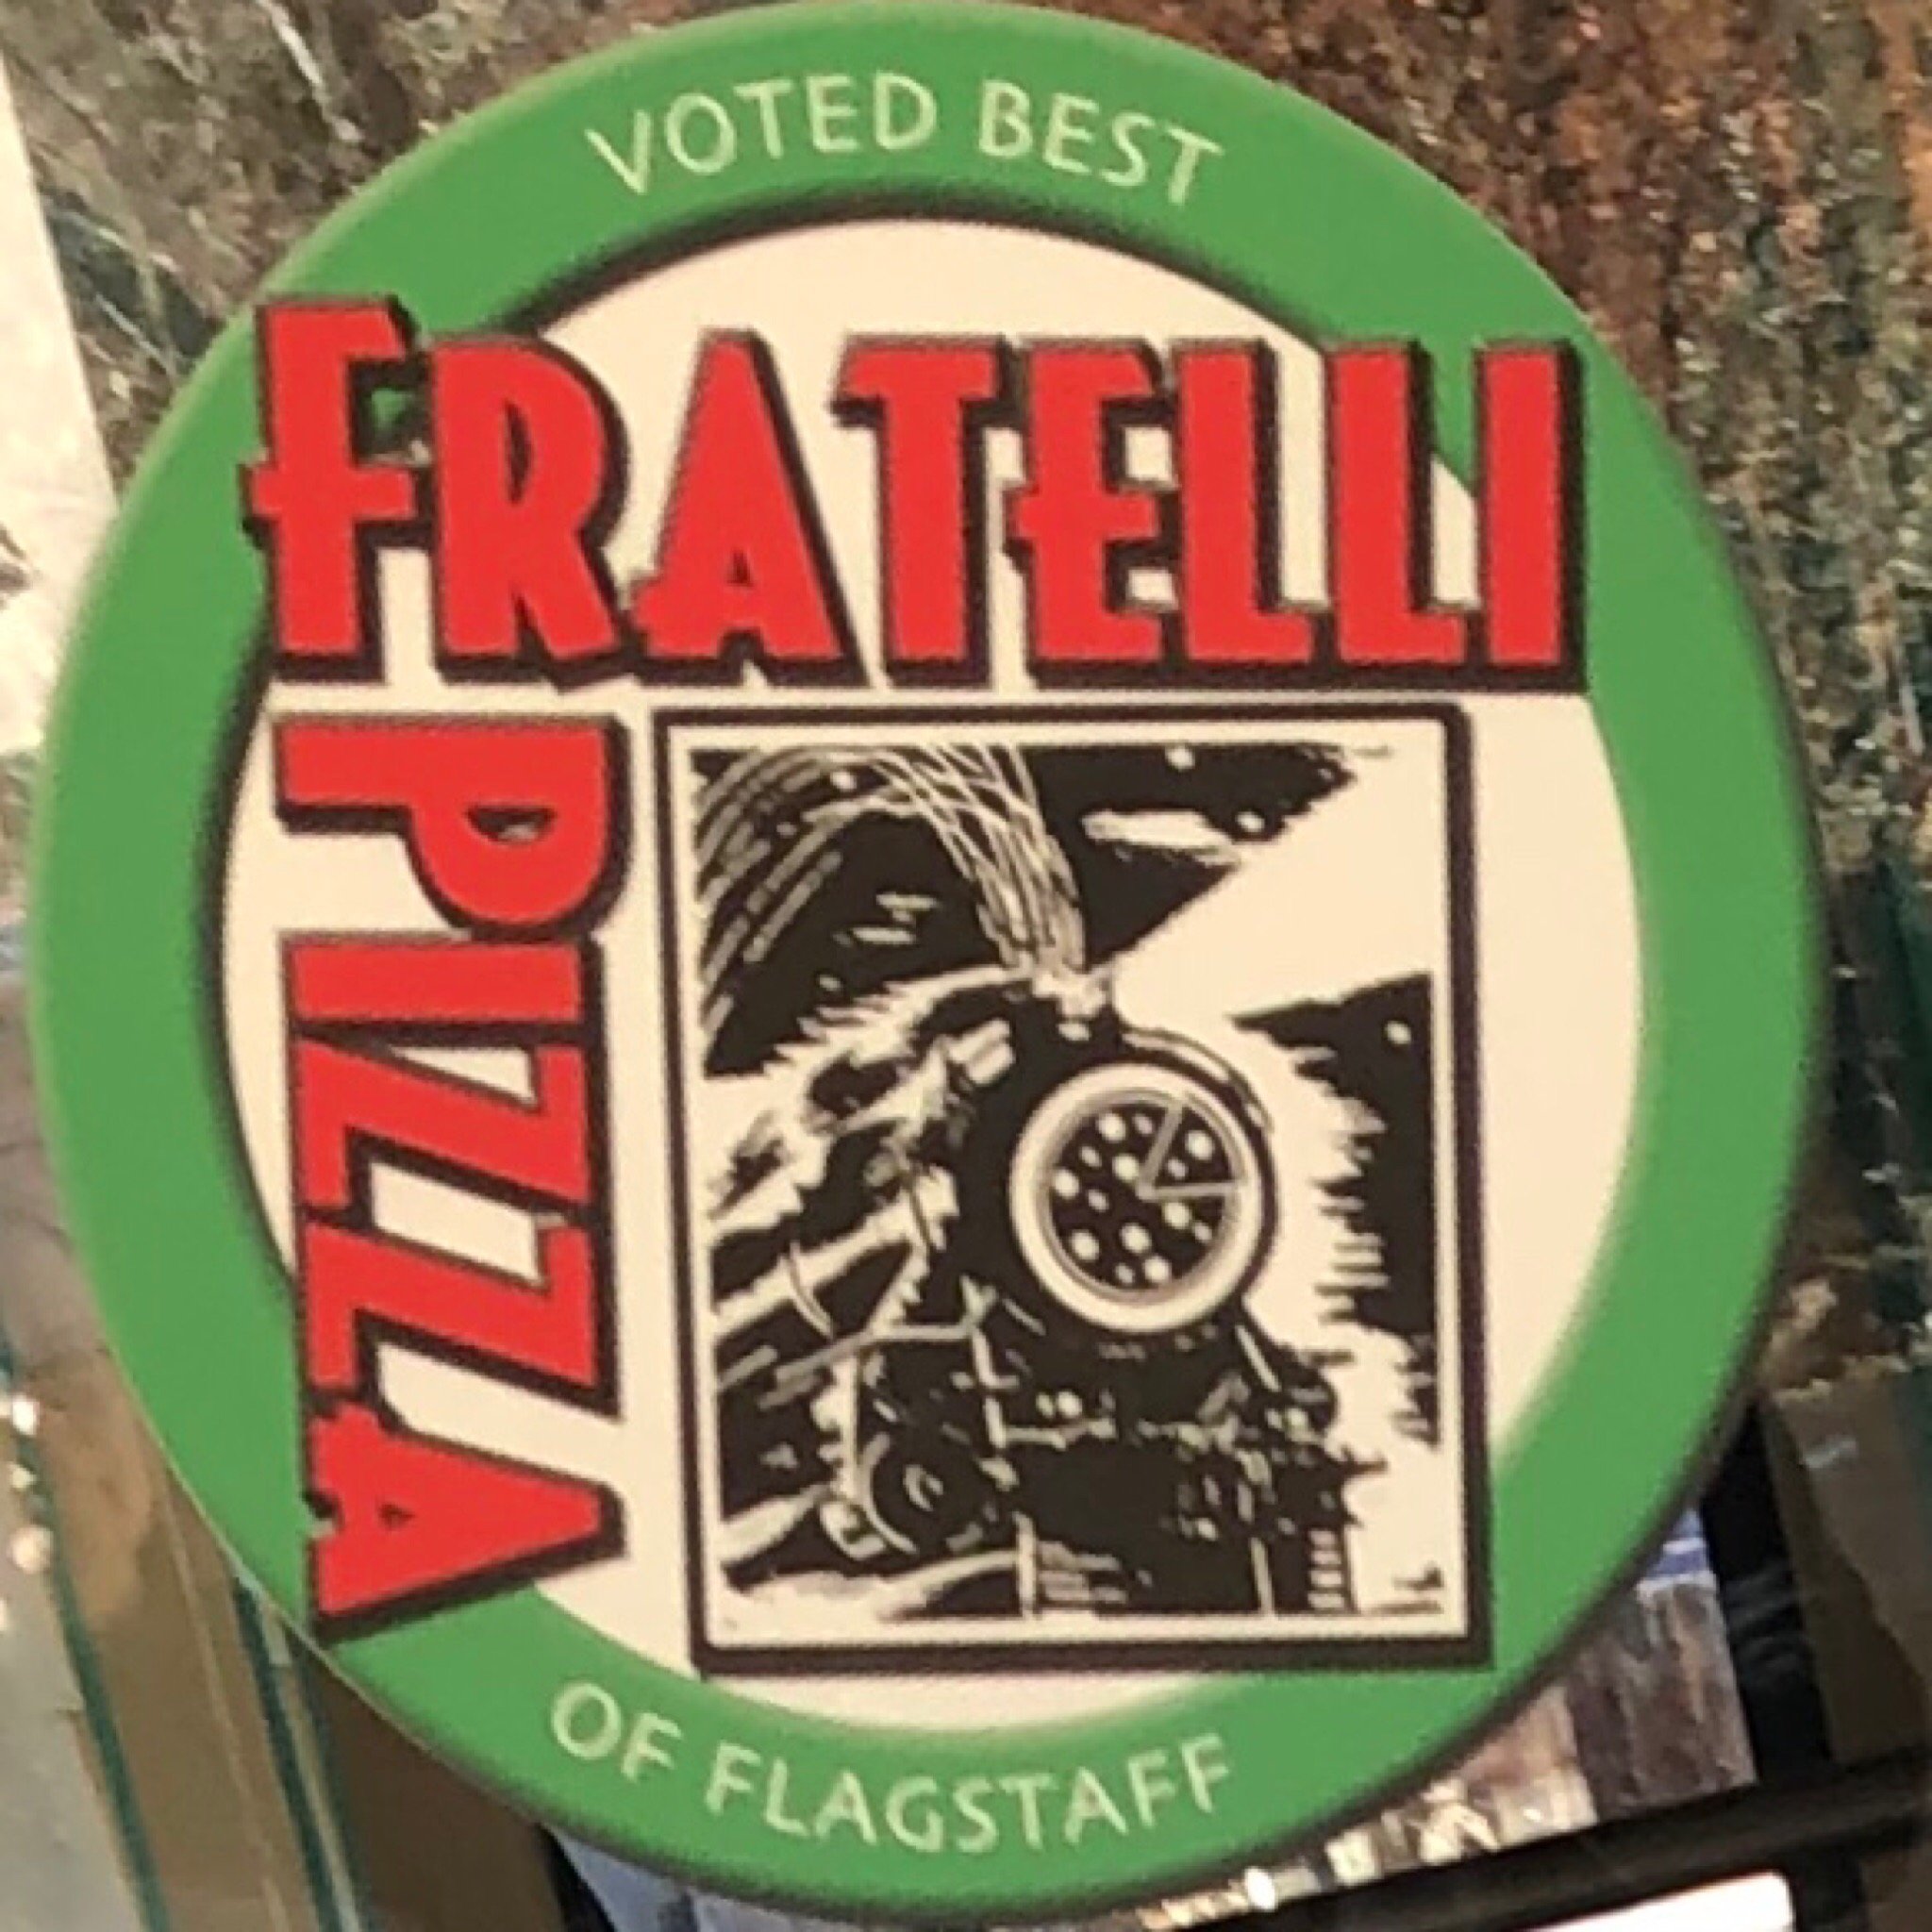 VOTED BEST
FRATELLI
PIZZA
OF FLAGSTAFF